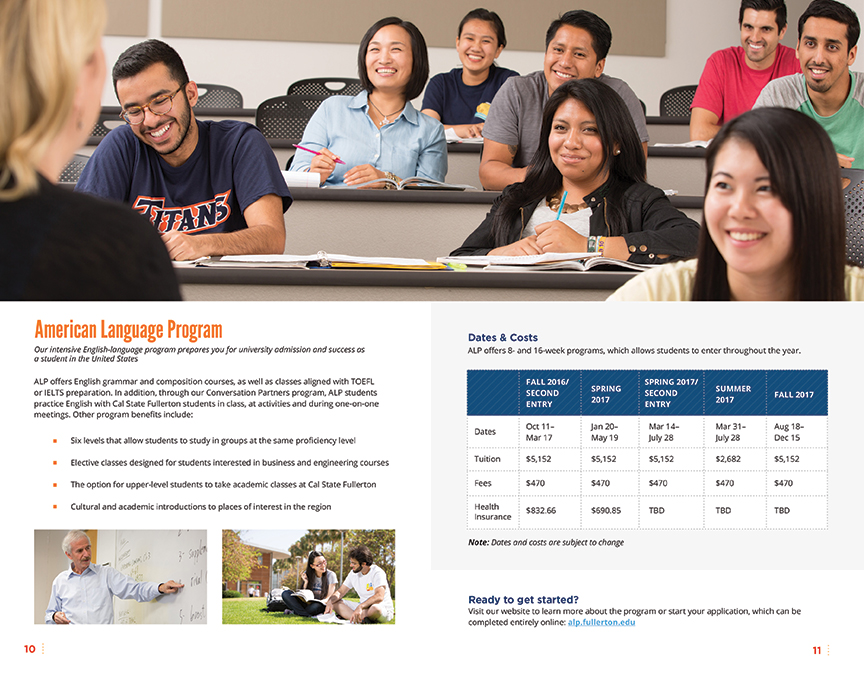 TITANS
American Language Program
Our intensive English-language program prepares you for university admission and success as
a student in the United States
ALP offers English grammar and composition courses, as well as classes aligned with TOEFL
or IELTS preparation. In addition, through our Conversation Partners program, ALP students
practice English with Cal State Fullerton students in class, at activities and during one-on-one
meetings. Other program benefits include:
Six levels that allow students to study in groups at the same proficiency level
Elective classes designed for students interested in business and engineering courses
The option for upper-level students to take academic classes at Cal State Fullerton
Cultural and academic introductions to places of interest in the region
10
Dates & Costs
ALP offers 8- and 16-week programs, which allows students to enter throughout the year.
FALL 2016/ SECOND ENTRY
SPRING 2017
SPRING 2017/ SECOND ENTRY
SUMMER 2017
FALL 2017
Dates Oct 11– Mar 17 Jan 20– May 19 Mar 14– July 28 Mar 31– July 28 Aug 18– Dec 15
Tuition $5,152 $5,152 $5,152 $2,682 $5,152
Fees $470 $470 $470 $470 $470
Health Insurance $832.66 $690.85 TBD TBD TBD
Note: Dates and costs are subject to change
Ready to get started?
Visit our website to learn more about the program or start your application, which can be
completed entirely online: alp.fullerton.edu
11